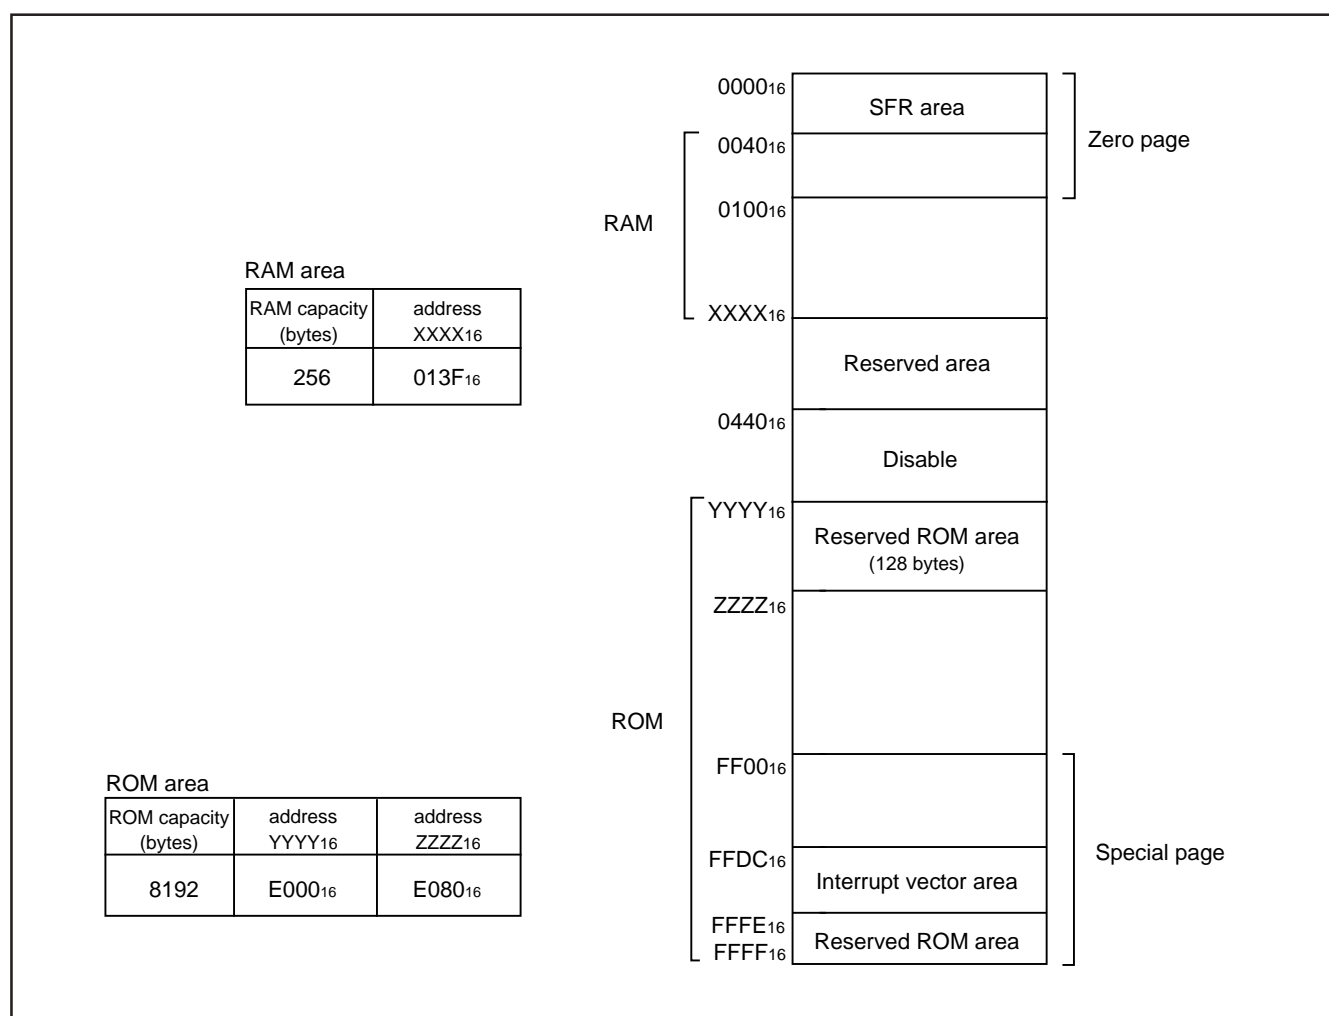 0000₁₆
SFR area
0040₁₆
Zero page
0100₁₆
RAM
XXXX₁₆
Reserved area
0440₁₆
Disable
YYYY₁₆
Reserved ROM area
(128 bytes)
ZZZZ₁₆
ROM
FF00₁₆
FFDC₁₆
Interrupt vector area
Special page
FFFE₁₆
Reserved ROM area
FFFF₁₆
RAM area
RAM capacity (bytes) address XXXX₁₆
256 013F₁₆
ROM area
ROM capacity (bytes) address YYYY₁₆ address ZZZZ₁₆
8192 E000₁₆ E080₁₆